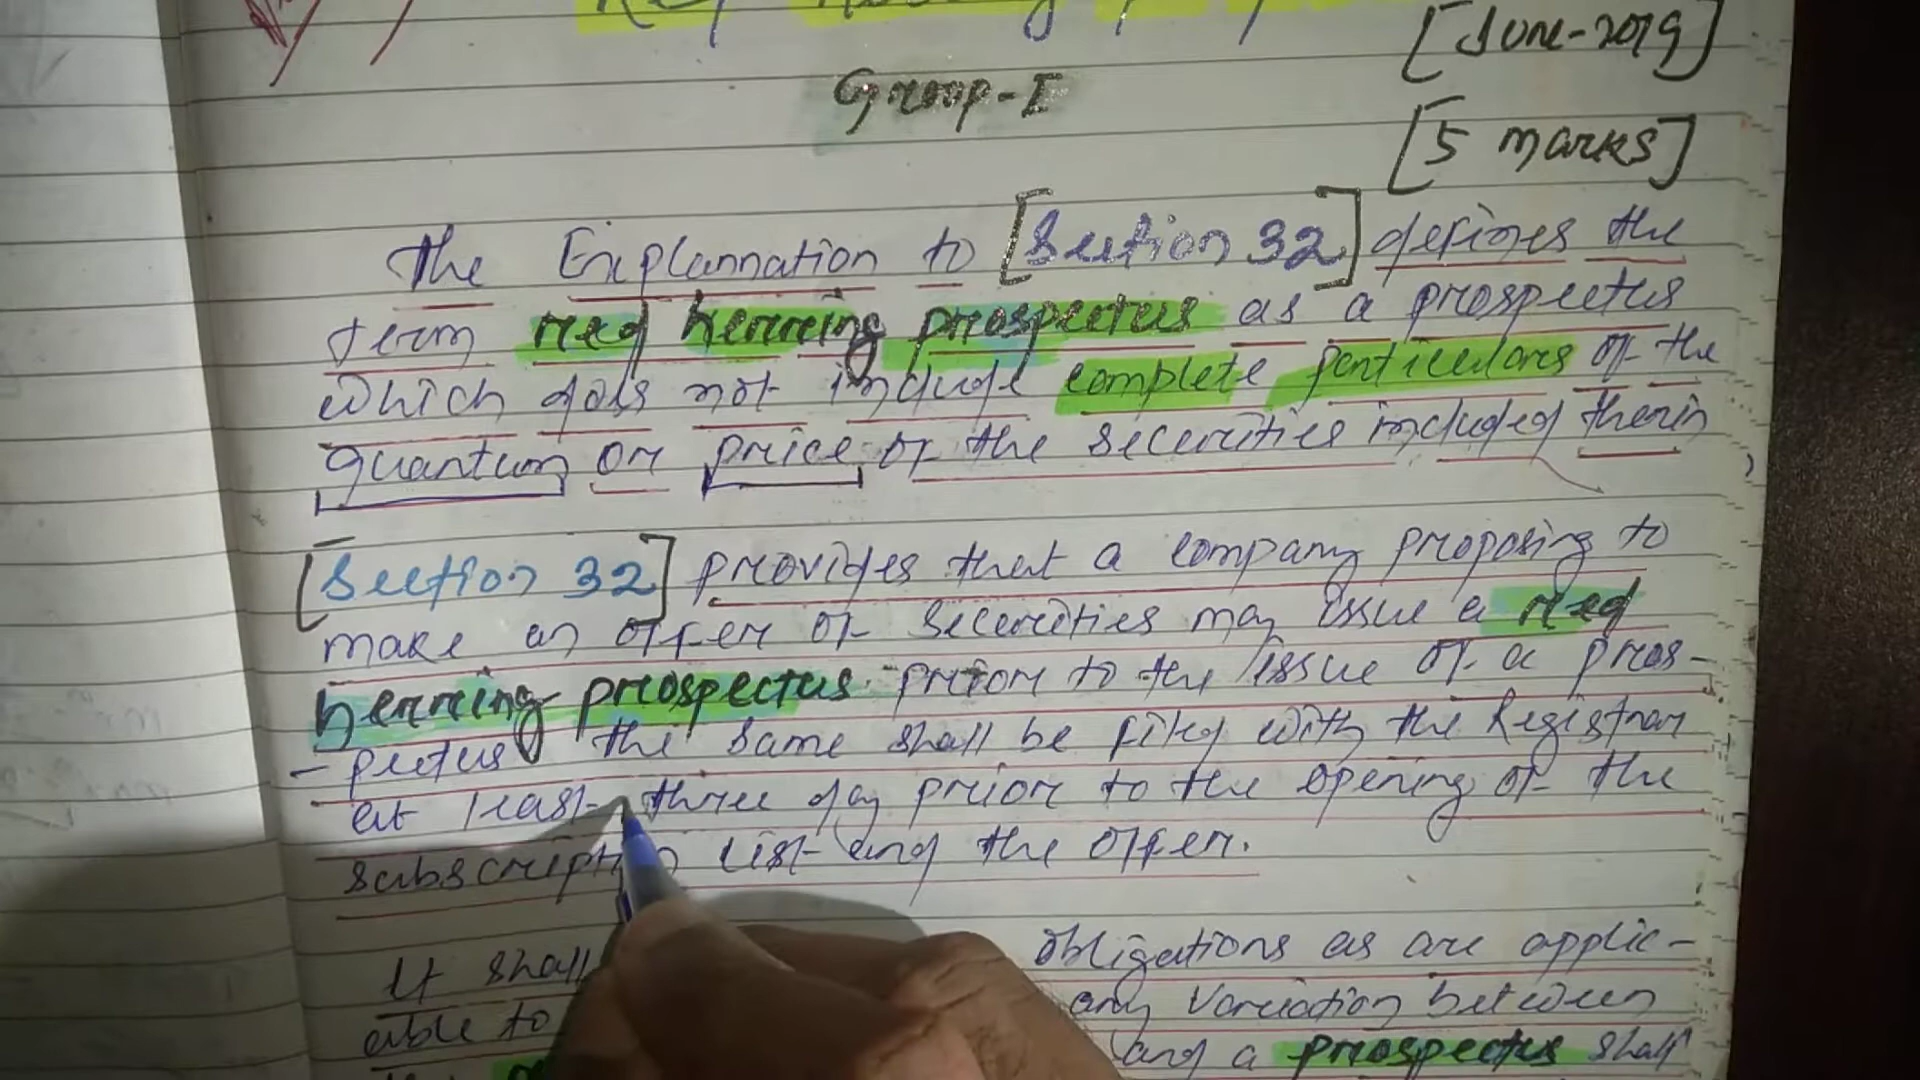 [June-2019]
Group-I
[5 marks]
the Explannation to [Section 32] defines the
term red herring prospectus as a prospectus
which does not include complete particulars of the
quantum or price of the securities included therin
[Section 32] provides that a company proposing to
make an offer of securities may issue a red
herring prospectus prior to the issue of a pros-
-pectus the same shall be filed with the Registrar
at least three day prior to the opening of the
subscription list and the offer.
It shall obligations as are applic-
able to any variation between
and a prospectus shall